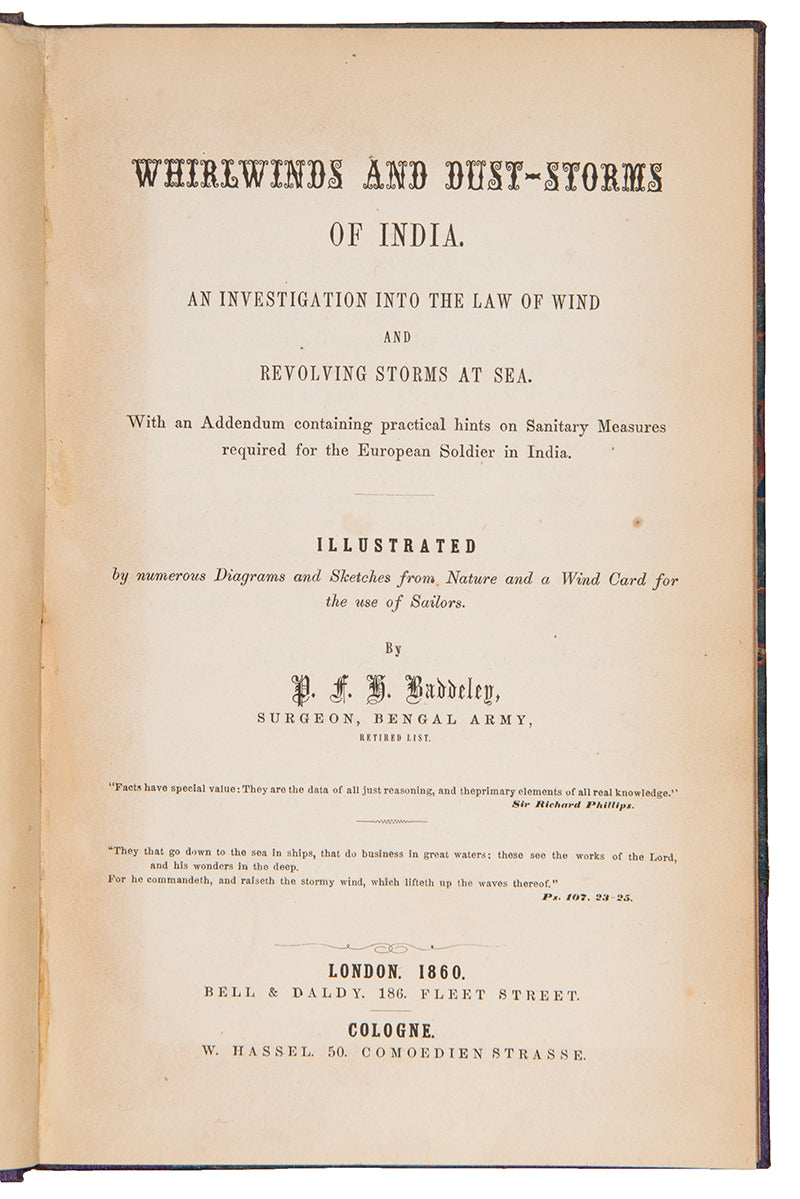 WHIRLWINDS AND DUST-STORMS
OF INDIA.
AN INVESTIGATION INTO THE LAW OF WIND
AND
REVOLVING STORMS AT SEA.
With an Addendum containing practical hints on Sanitary Measures
required for the European Soldier in India.
ILLUSTRATED
by numerous Diagrams and Sketches from Nature and a Wind Card for
the use of Sailors.
By
P. F. H. Baddeley,
SURGEON, BENGAL ARMY,
RETIRED LIST.
"Facts have special value: They are the data of all just reasoning, and theprimary elements of all real knowledge."
Sir Richard Phillips.
"They that go down to the sea in ships, that do business in great waters; these see the works of the Lord,
and his wonders in the deep.
For he commandeth, and raiseth the stormy wind, which lifteth up the waves thereof."
Ps. 107. 23-25.
LONDON. 1860.
BELL & DALDY. 186. FLEET STREET.
COLOGNE.
W. HASSEL. 50. COMOEDIENSTRASSE.